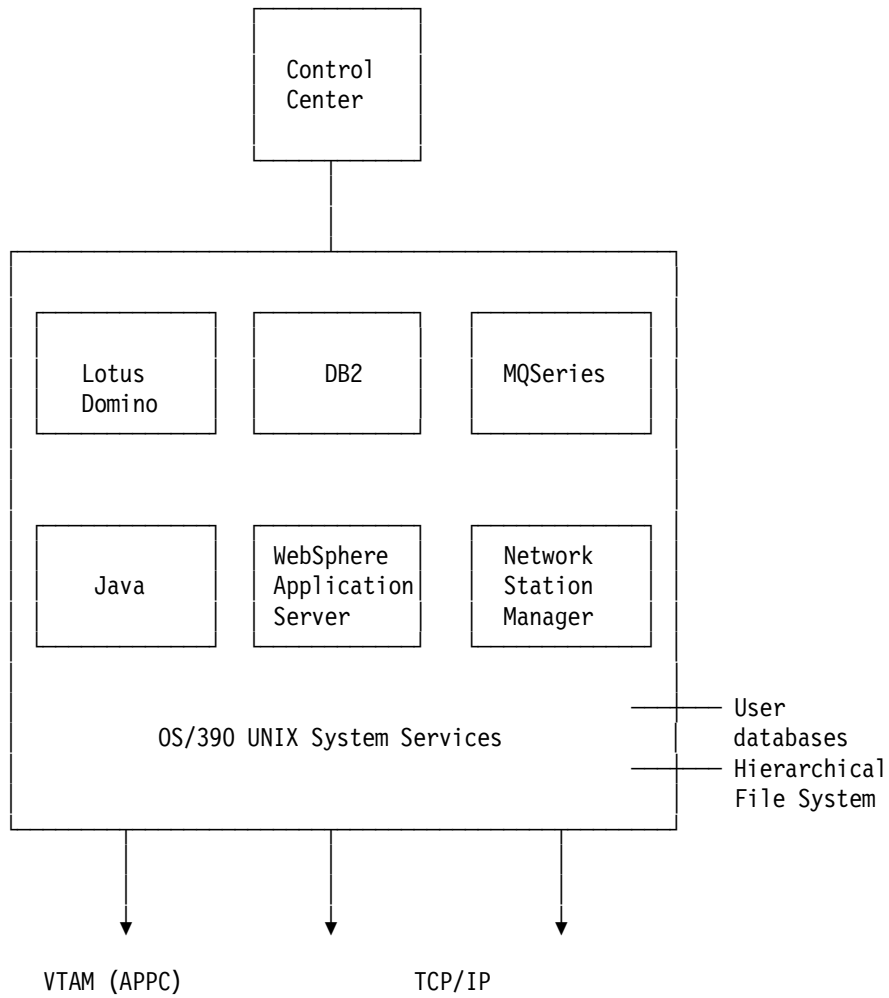 Control
Center
Lotus
Domino
DB2
MQSeries
Java
WebSphere
Application
Server
Network
Station
Manager
OS/390 UNIX System Services
User
databases
Hierarchical
File System
VTAM (APPC)
TCP/IP